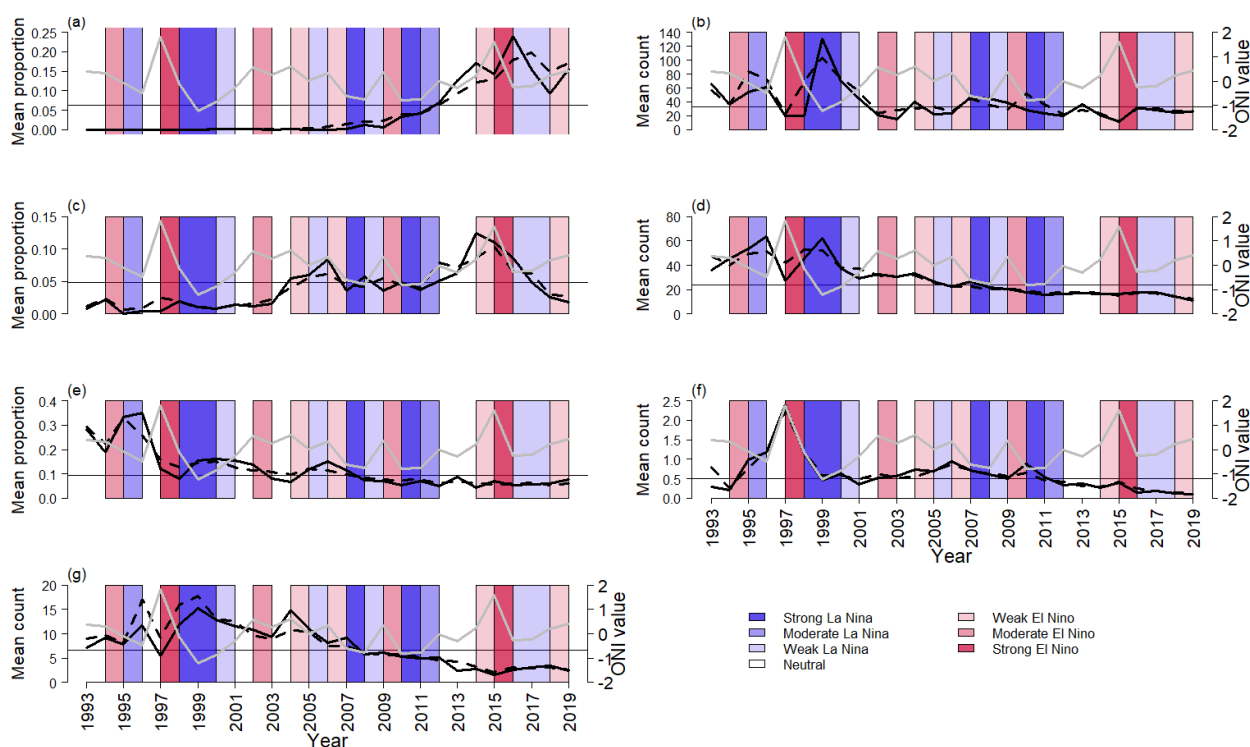 (a)
Mean proportion
0.25
0.20
0.15
0.10
0.05
0.00
(b)
Mean count
140
120
100
80
60
40
20
0
2
1
0
-1
-2
ONI value
(c)
Mean proportion
0.15
0.10
0.05
0.00
(d)
Mean count
80
60
40
20
0
2
1
0
-1
-2
ONI value
(e)
Mean proportion
0.4
0.3
0.2
0.1
0.0
(f)
Mean count
2.5
2.0
1.5
1.0
0.5
0.0
2
1
0
-1
-2
ONI value
1993 1995 1997 1999 2001 2003 2005 2007 2009 2011 2013 2015 2017 2019
Year
(g)
Mean count
20
15
10
5
0
2
1
0
-1
-2
ONI value
1993 1995 1997 1999 2001 2003 2005 2007 2009 2011 2013 2015 2017 2019
Year
Strong La Nina
Moderate La Nina
Weak La Nina
Neutral
Weak El Nino
Moderate El Nino
Strong El Nino